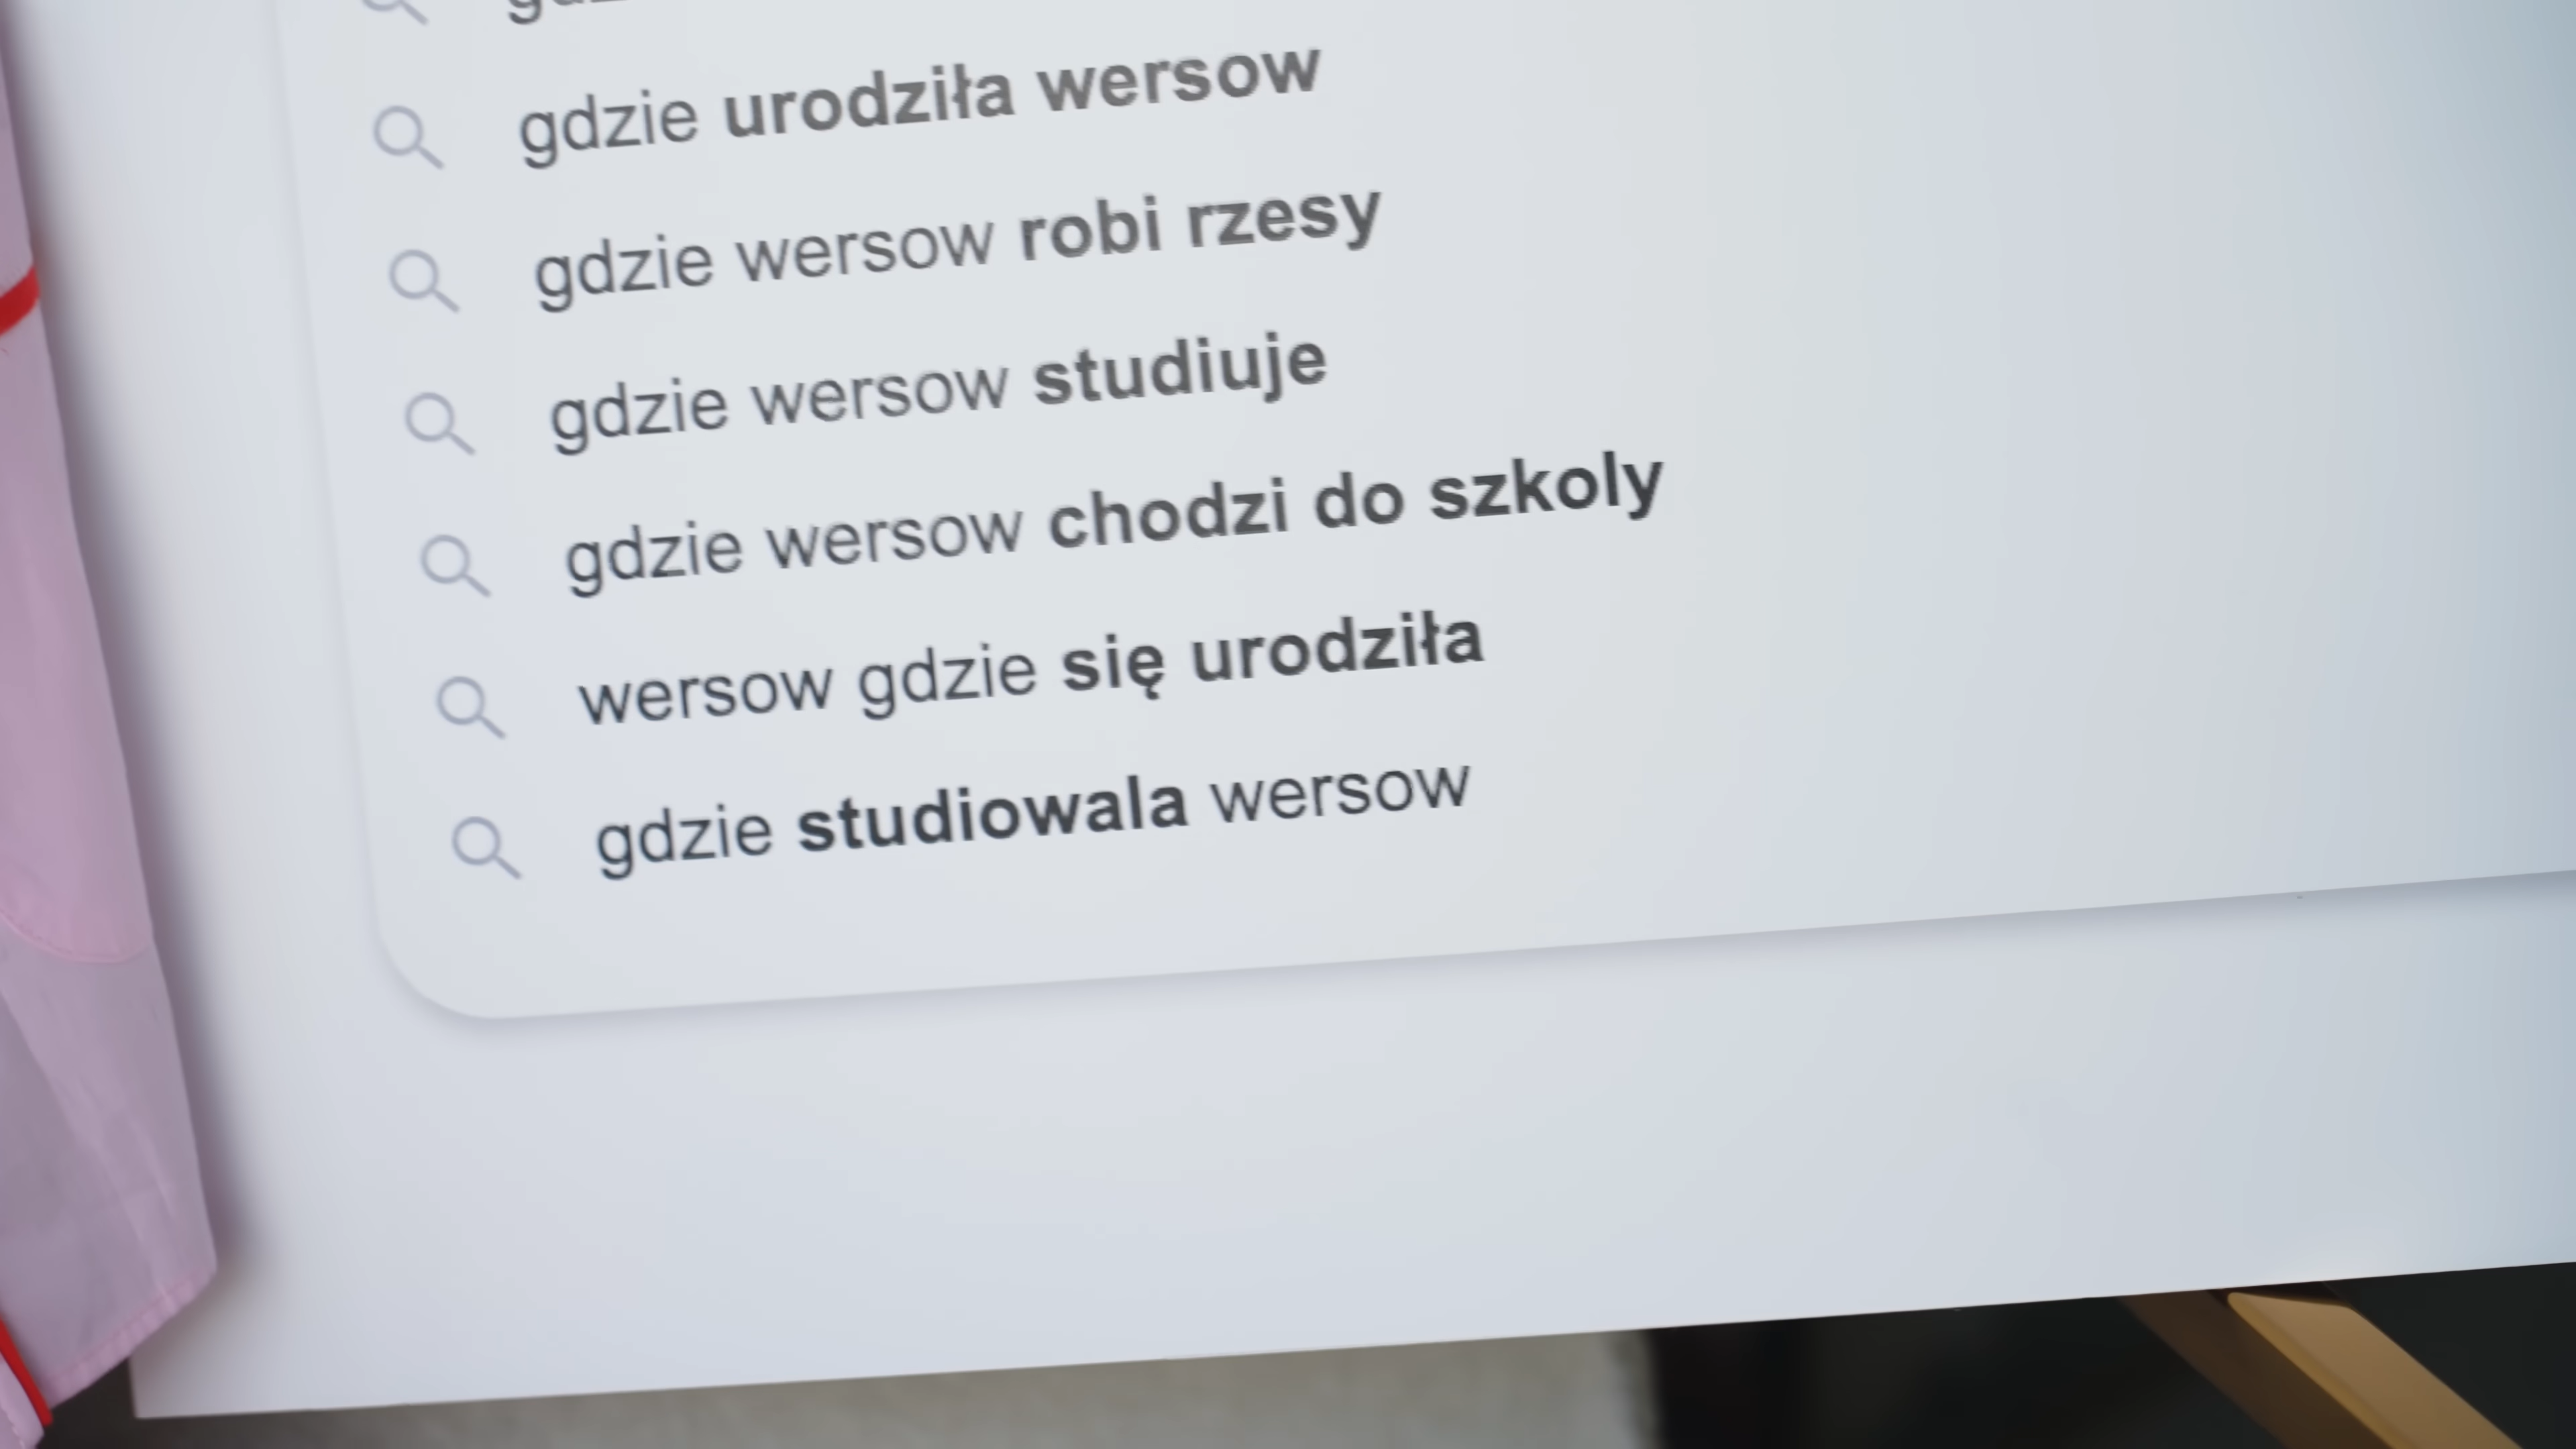 gdzie urodziła wersow
gdzie wersow robi rzesy
gdzie wersow studiuje
gdzie wersow chodzi do szkoly
wersow gdzie się urodziła
gdzie studiowala wersow